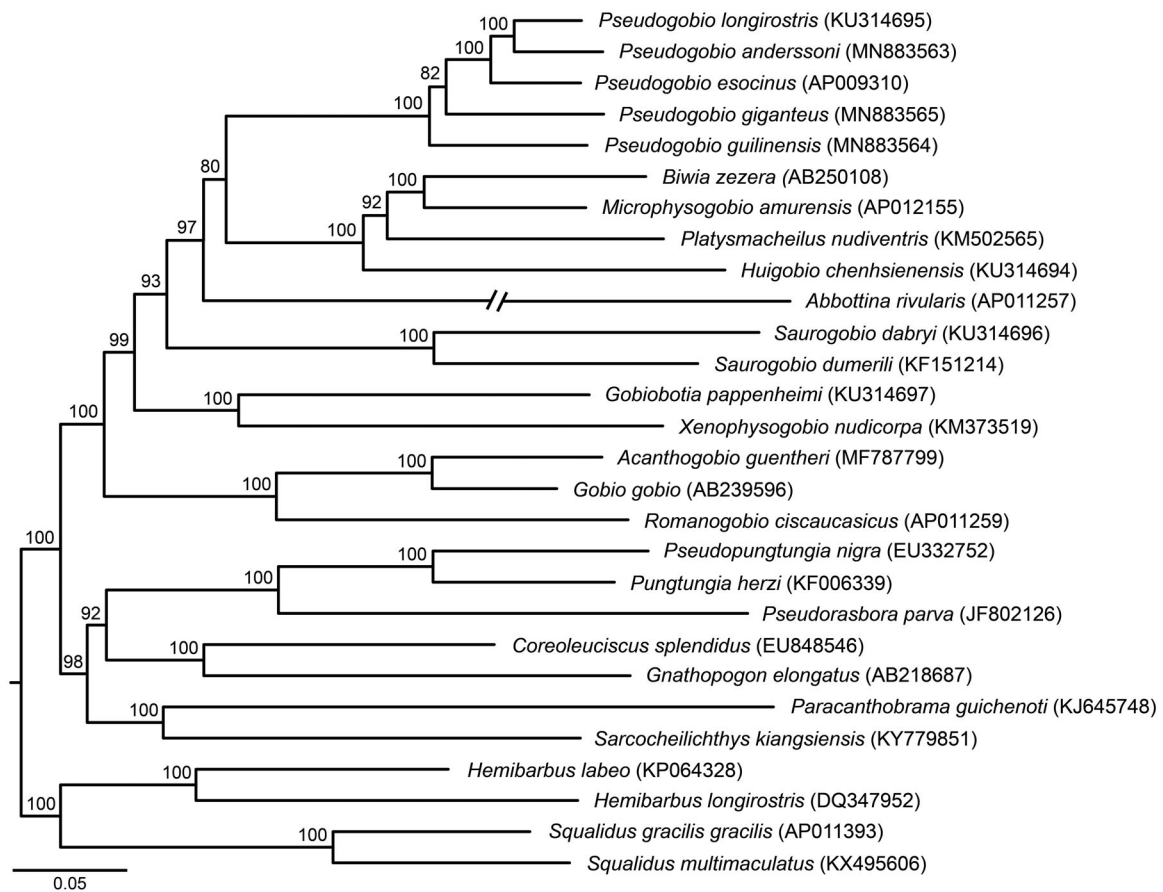 100
Pseudogobio longirostris (KU314695)
100
Pseudogobio anderssoni (MN883563)
82
Pseudogobio esocinus (AP009310)
100
Pseudogobio giganteus (MN883565)
Pseudogobio guilinensis (MN883564)
80
Biwia zezera (AB250108)
100
92
Microphysogobio amurensis (AP012155)
97
100
Platysmacheilus nudiventris (KM502565)
Huigobio chenhsienensis (KU314694)
93
Abbottina rivularis (AP011257)
99
100
Saurogobio dabryi (KU314696)
Saurogobio dumerili (KF151214)
100
100
Gobiobotia pappenheimi (KU314697)
Xenophysogobio nudicorpa (KM373519)
100
Acanthogobio guentheri (MF787799)
100
Gobio gobio (AB239596)
Romanogobio ciscaucasicus (AP011259)
100
100
Pseudopungtungia nigra (EU332752)
100
Pungtungia herzi (KF006339)
92
Pseudorasbora parva (JF802126)
98
100
Coreoleuciscus splendidus (EU848546)
Gnathopogon elongatus (AB218687)
100
Paracanthobrama guichenoti (KJ645748)
Sarcocheilichthys kiangsiensis (KY779851)
100
Hemibarbus labeo (KP064328)
100
Hemibarbus longirostris (DQ347952)
100
Squalidus gracilis gracilis (AP011393)
Squalidus multimaculatus (KX495606)
0.05